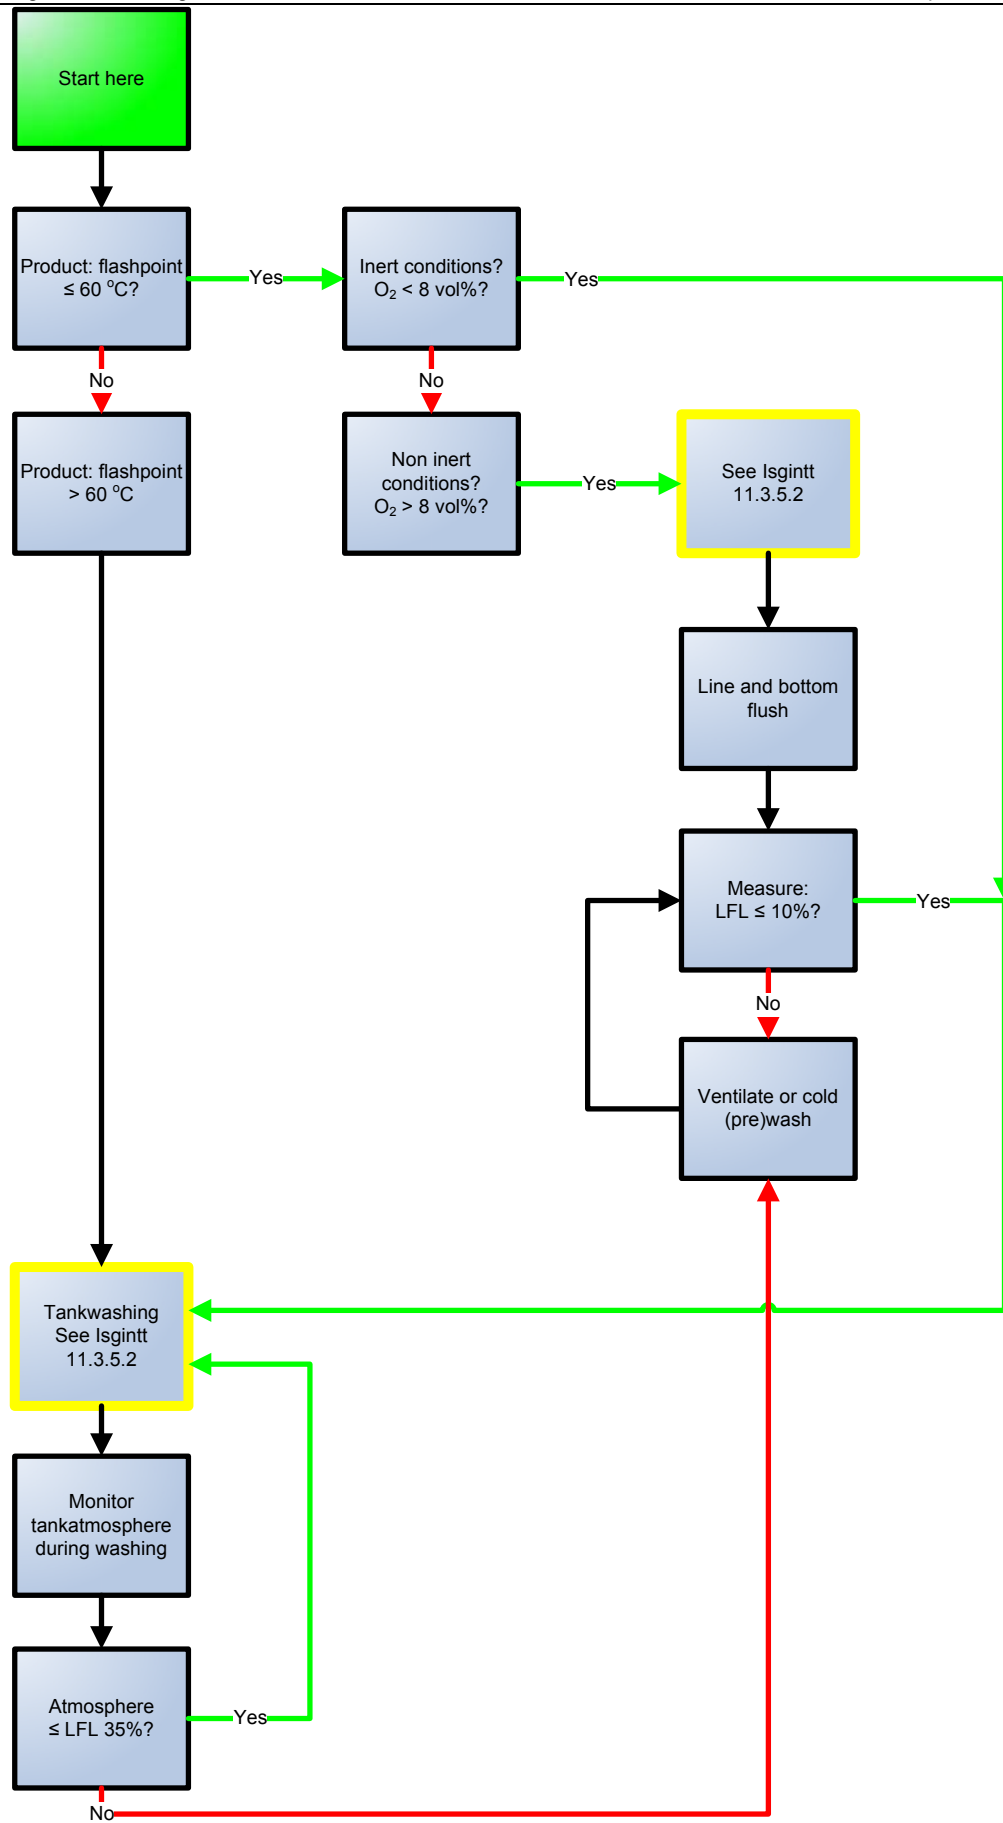 Start here
Product: flashpoint
≤ 60 °C?
Yes
Inert conditions?
O₂ < 8 vol%?
Yes
No
No
Product: flashpoint
> 60 °C
Non inert
conditions?
O₂ > 8 vol%?
Yes
See Isgintt
11.3.5.2
Line and bottom
flush
Measure:
LFL ≤ 10%?
Yes
No
Ventilate or cold
(pre)wash
Tankwashing
See Isgintt
11.3.5.2
Monitor
tankatmosphere
during washing
Atmosphere
≤ LFL 35%?
Yes
No